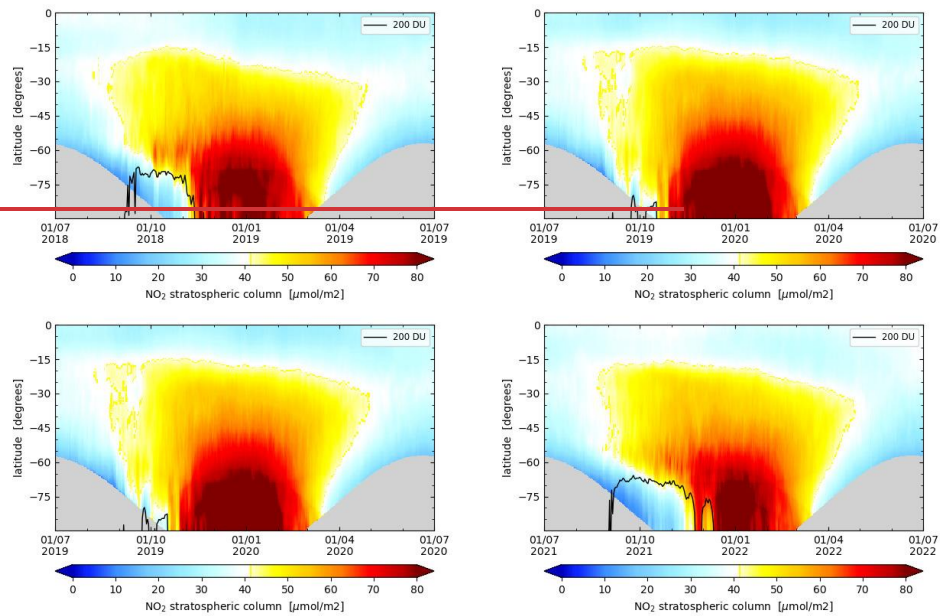 0
−15
−30
−45
−60
−75
latitude [degrees]
200 DU
01/07 2018
01/10 2018
01/01 2019
01/04 2019
01/07 2019
0 10 20 30 40 50 60 70 80
NO₂ stratospheric column [μmol/m2]
0
−15
−30
−45
−60
−75
latitude [degrees]
200 DU
01/07 2019
01/10 2019
01/01 2020
01/04 2020
01/07 2020
0 10 20 30 40 50 60 70 80
NO₂ stratospheric column [μmol/m2]
0
−15
−30
−45
−60
−75
latitude [degrees]
200 DU
01/07 2019
01/10 2019
01/01 2020
01/04 2020
01/07 2020
0 10 20 30 40 50 60 70 80
NO₂ stratospheric column [μmol/m2]
0
−15
−30
−45
−60
−75
latitude [degrees]
200 DU
01/07 2021
01/10 2021
01/01 2022
01/04 2022
01/07 2022
0 10 20 30 40 50 60 70 80
NO₂ stratospheric column [μmol/m2]